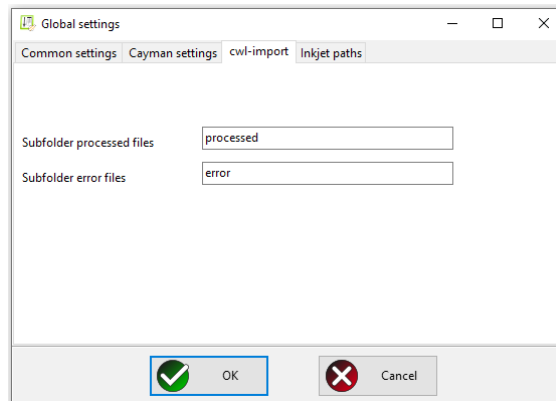 Global settings
Common settings Cayman settings cwl-import Inkjet paths
Subfolder processed files processed
Subfolder error files error
OK Cancel